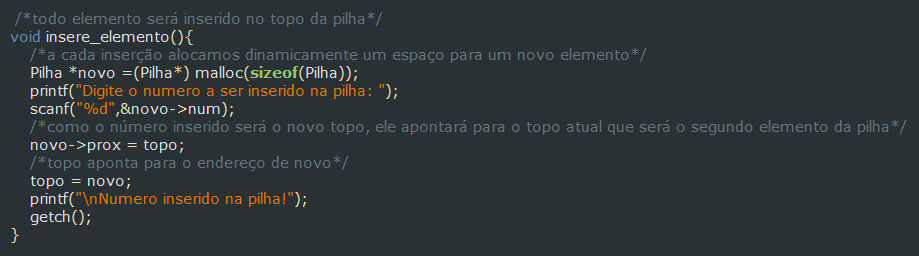 /*todo elemento será inserido no topo da pilha*/
void insere_elemento(){
/*a cada inserção alocamos dinamicamente um espaço para um novo elemento*/
Pilha *novo =(Pilha*) malloc(sizeof(Pilha));
printf("Digite o numero a ser inserido na pilha: ");
scanf("%d",&novo->num);
/*como o número inserido será o novo topo, ele apontará para o topo atual que será o segundo elemento da pilha*/
novo->prox = topo;
/*topo aponta para o endereço de novo*/
topo = novo;
printf("\nNumero inserido na pilha!");
getch();
}